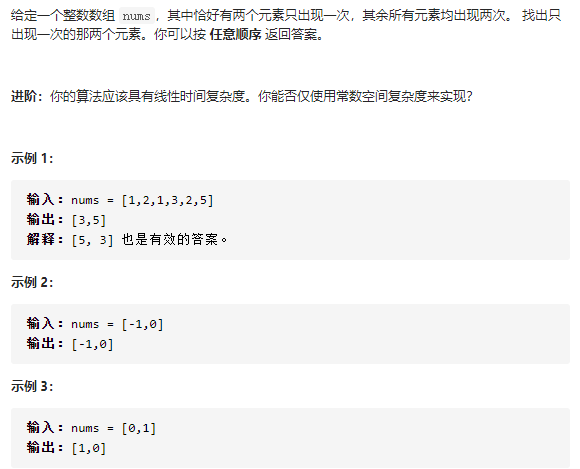 给定一个整数数组 nums，其中恰好有两个元素只出现一次，其余所有元素均出现两次。 找出只
出现一次的那两个元素。你可以按 任意顺序 返回答案。
进阶：你的算法应该具有线性时间复杂度。你能否仅使用常数空间复杂度来实现？
示例 1：
输入：nums = [1,2,1,3,2,5]
输出：[3,5]
解释：[5, 3] 也是有效的答案。
示例 2：
输入：nums = [-1,0]
输出：[-1,0]
示例 3：
输入：nums = [0,1]
输出：[1,0]